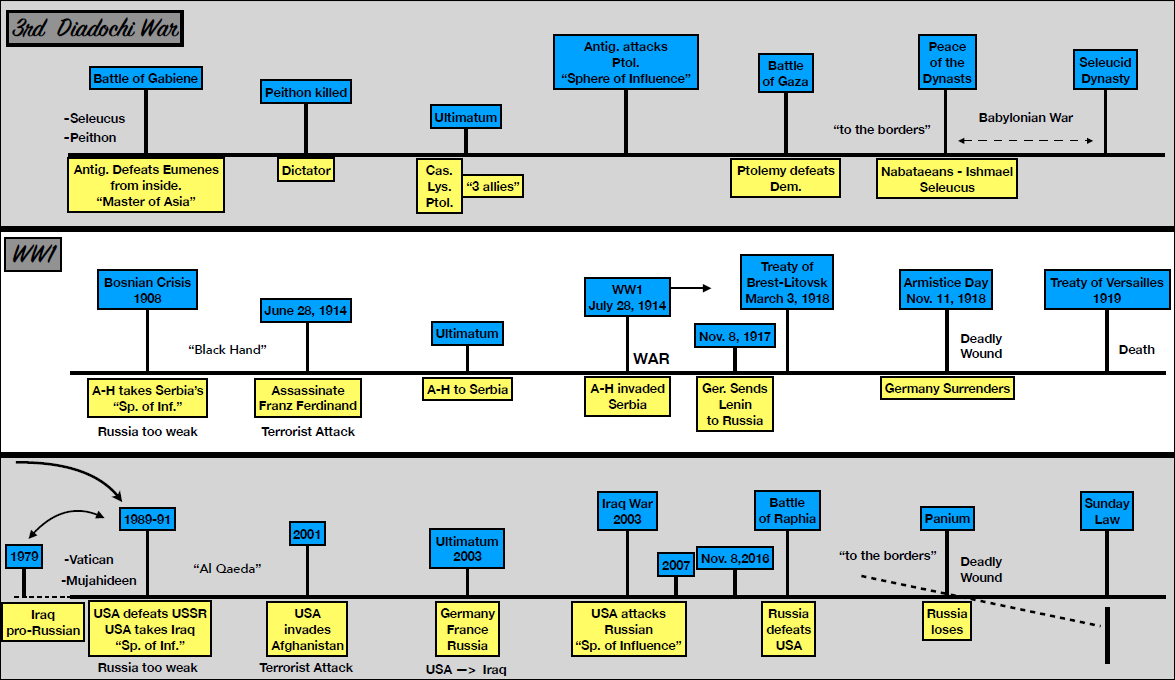 3rd Diadochi War
Battle of Gabiene
-Seleucus
-Peithon
Antig. Defeats Eumenes
from inside.
“Master of Asia”
Peithon killed
Dictator
Ultimatum
Cas.
Lys.
Ptol.
“3 allies”
Antig. attacks
Ptol.
“Sphere of Influence”
Battle
of Gaza
Ptolemy defeats
Dem.
“to the borders”
Peace
of the
Dynasts
Nabataeans - Ishmael
Seleucus
Babylonian War
Seleucid
Dynasty
WW1
Bosnian Crisis
1908
A-H takes Serbia’s
“Sp. of Inf.”
Russia too weak
“Black Hand”
June 28, 1914
Assassinate
Franz Ferdinand
Terrorist Attack
Ultimatum
A-H to Serbia
WW1
July 28, 1914
WAR
A-H invaded
Serbia
Nov. 8, 1917
Ger. Sends
Lenin
to Russia
Treaty of
Brest-Litovsk
March 3, 1918
Armistice Day
Nov. 11, 1918
Deadly
Wound
Germany Surrenders
Treaty of Versailles
1919
Death
1979
Iraq
pro-Russian
-Vatican
-Mujahideen
1989-91
USA defeats USSR
USA takes Iraq
“Sp. of Inf.”
Russia too weak
“Al Qaeda”
2001
USA
invades
Afghanistan
Terrorist Attack
Ultimatum
2003
Germany
France
Russia
USA —> Iraq
Iraq War
2003
USA attacks
Russian
“Sp. of Influence”
2007
Nov. 8,2016
Battle
of Raphia
Russia
defeats
USA
“to the borders”
Panium
Deadly
Wound
Russia
loses
Sunday
Law